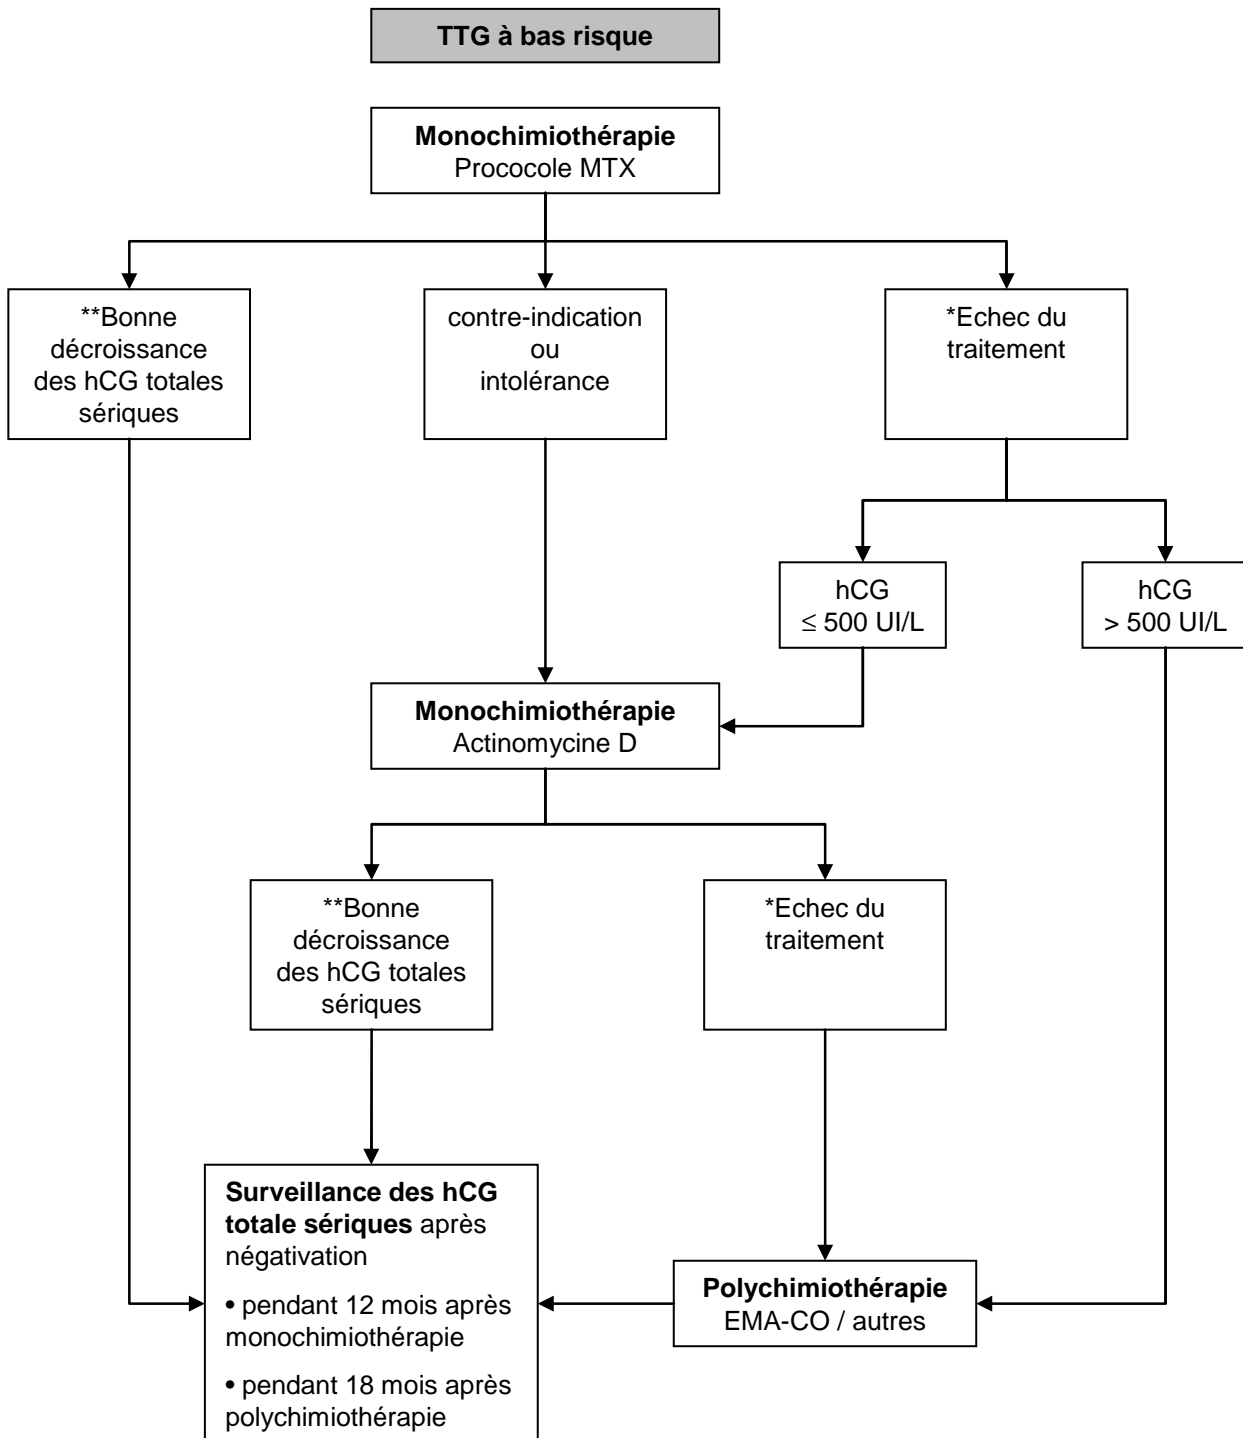 TTG à bas risque
Monochimiothérapie
Prococole MTX
**Bonne
décroissance
des hCG totales
sériques
contre-indication
ou
intolérance
*Echec du
traitement
hCG
≤ 500 UI/L
hCG
> 500 UI/L
Monochimiothérapie
Actinomycine D
**Bonne
décroissance
des hCG totales
sériques
*Echec du
traitement
Surveillance des hCG
totale sériques après
négativation
• pendant 12 mois après
monochimiothérapie
• pendant 18 mois après
polychimiothérapie
Polychimiothérapie
EMA-CO / autres